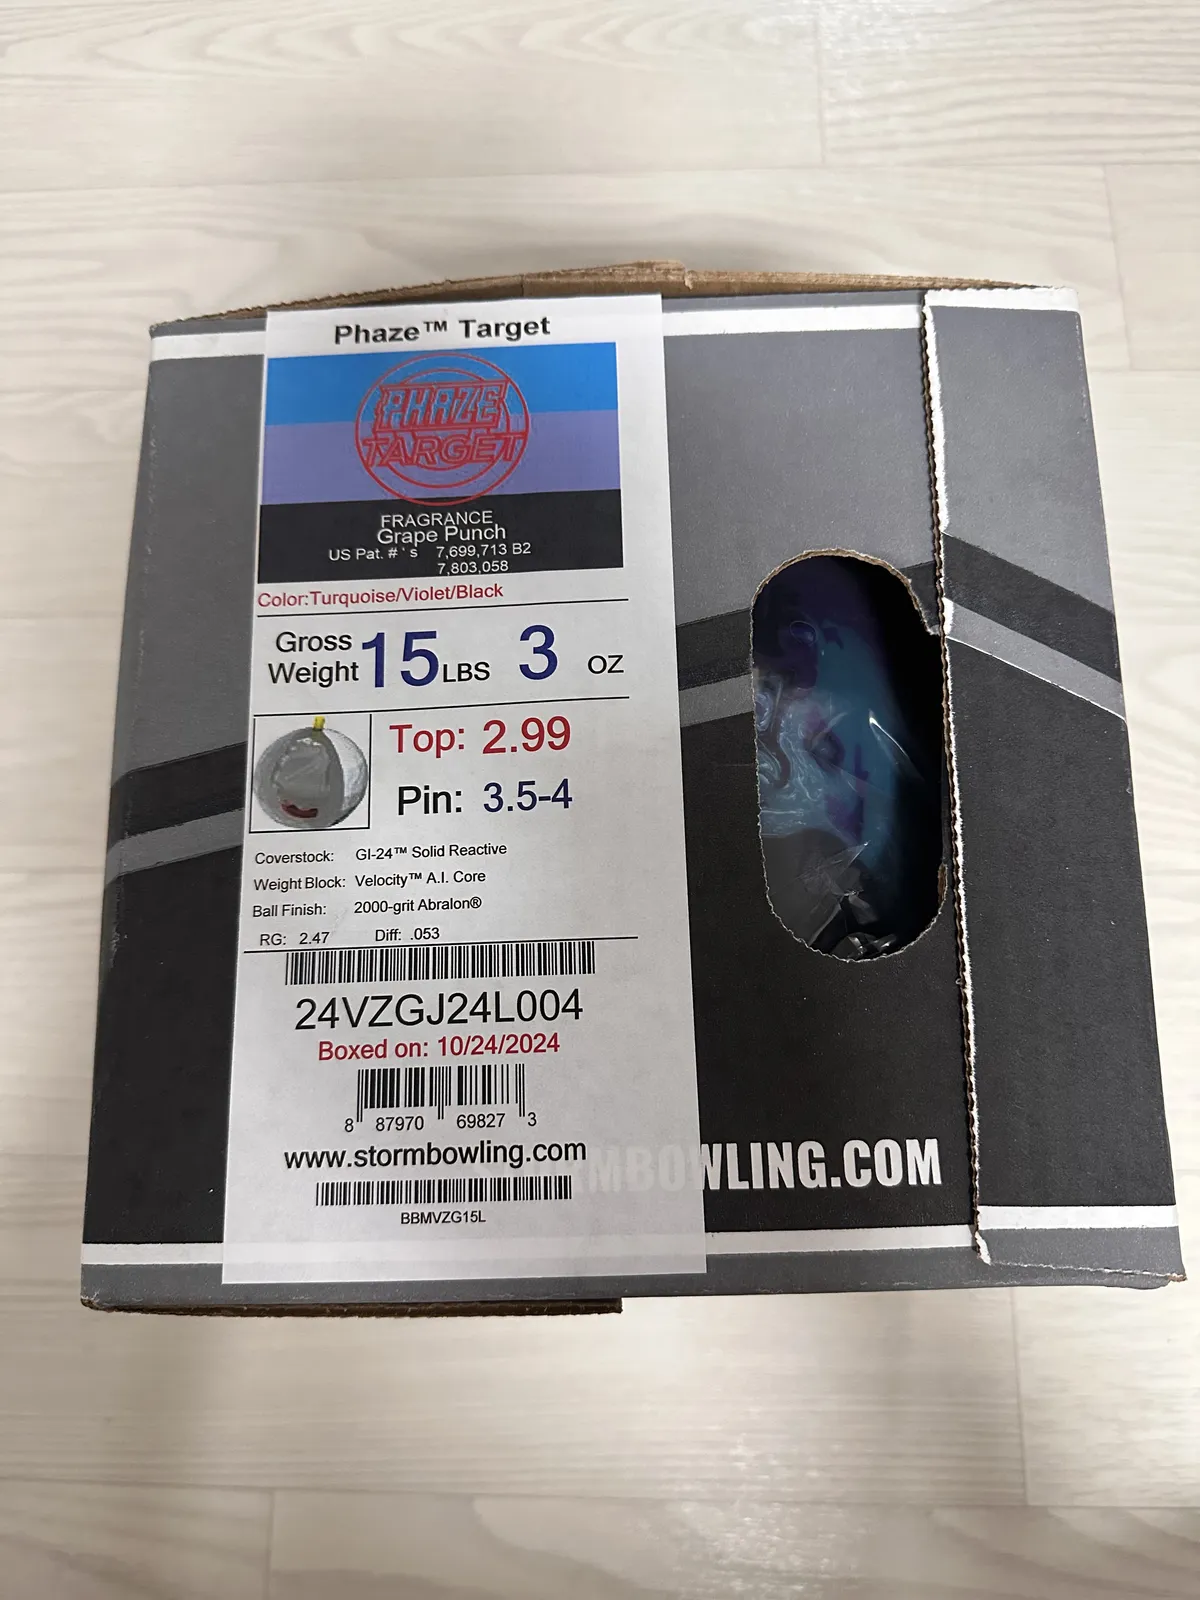 Phaze™ Target
PHAZE
TARGET
FRAGRANCE
Grape Punch
US Pat. # ' s 7,699,713 B2
7,803,058
Color:Turquoise/Violet/Black
Gross Weight 15 LBS 3 OZ
Top: 2.99
Pin: 3.5-4
Coverstock: GI-24™ Solid Reactive
Weight Block: Velocity™ A.I. Core
Ball Finish: 2000-grit Abralon®
RG: 2.47 Diff: .053
24VZGJ24L004
Boxed on: 10/24/2024
8 87970 69827 3
www.stormbowling.com
STORMBOWLING.COM
BBMVZG15L